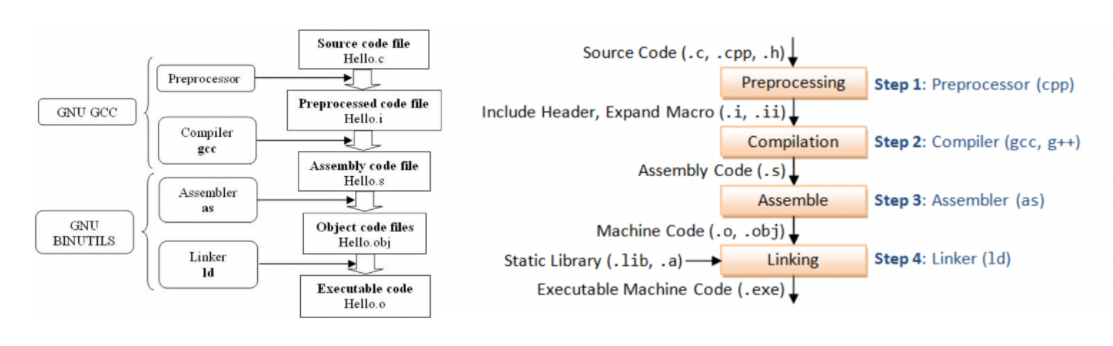 Source code file
Hello.c
Preprocessor
GNU GCC
Preprocessed code file
Hello.i
Compiler
gcc
Assembly code file
Hello.s
Assembler
as
GNU
BINUTILS
Object code files
Hello.obj
Linker
ld
Executable code
Hello.o
Source Code (.c, .cpp, .h)
Preprocessing
Step 1: Preprocessor (cpp)
Include Header, Expand Macro (.i, .ii)
Compilation
Step 2: Compiler (gcc, g++)
Assembly Code (.s)
Assemble
Step 3: Assembler (as)
Machine Code (.o, .obj)
Static Library (.lib, .a)
Linking
Step 4: Linker (ld)
Executable Machine Code (.exe)